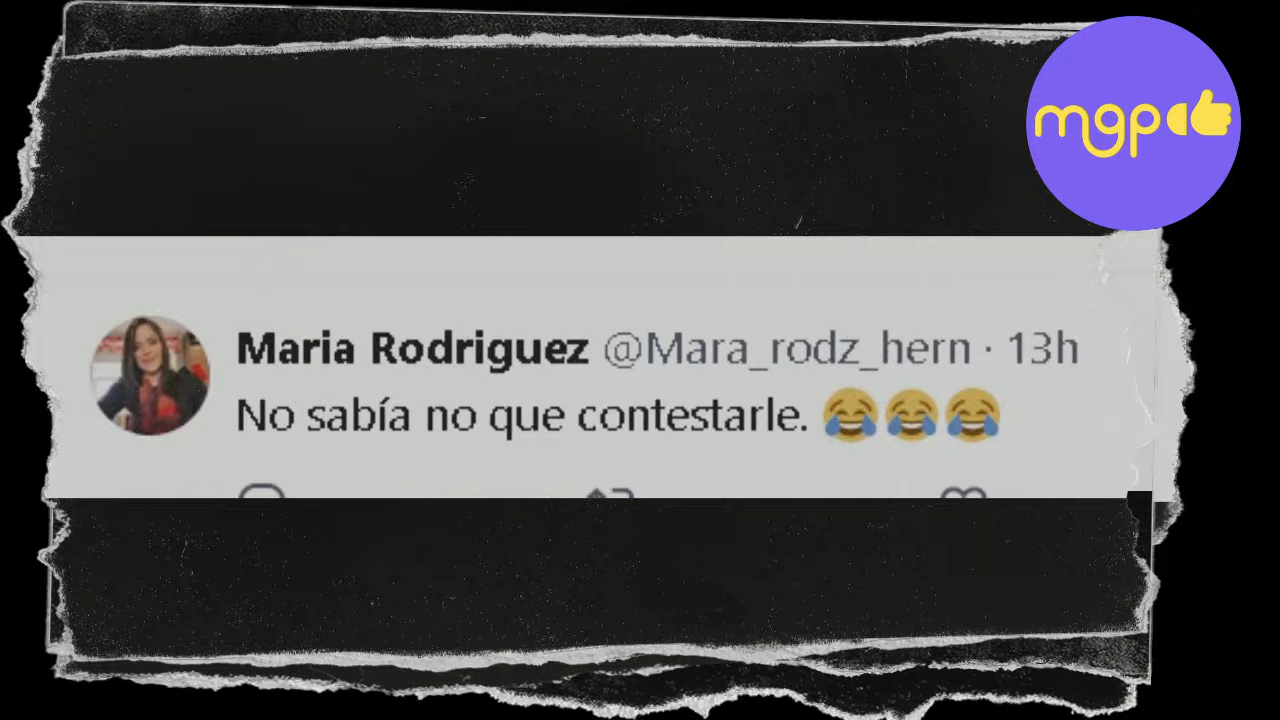 mgp
Maria Rodriguez @Mara_rodz_hern · 13h
No sabía no que contestarle. 😂😂😂